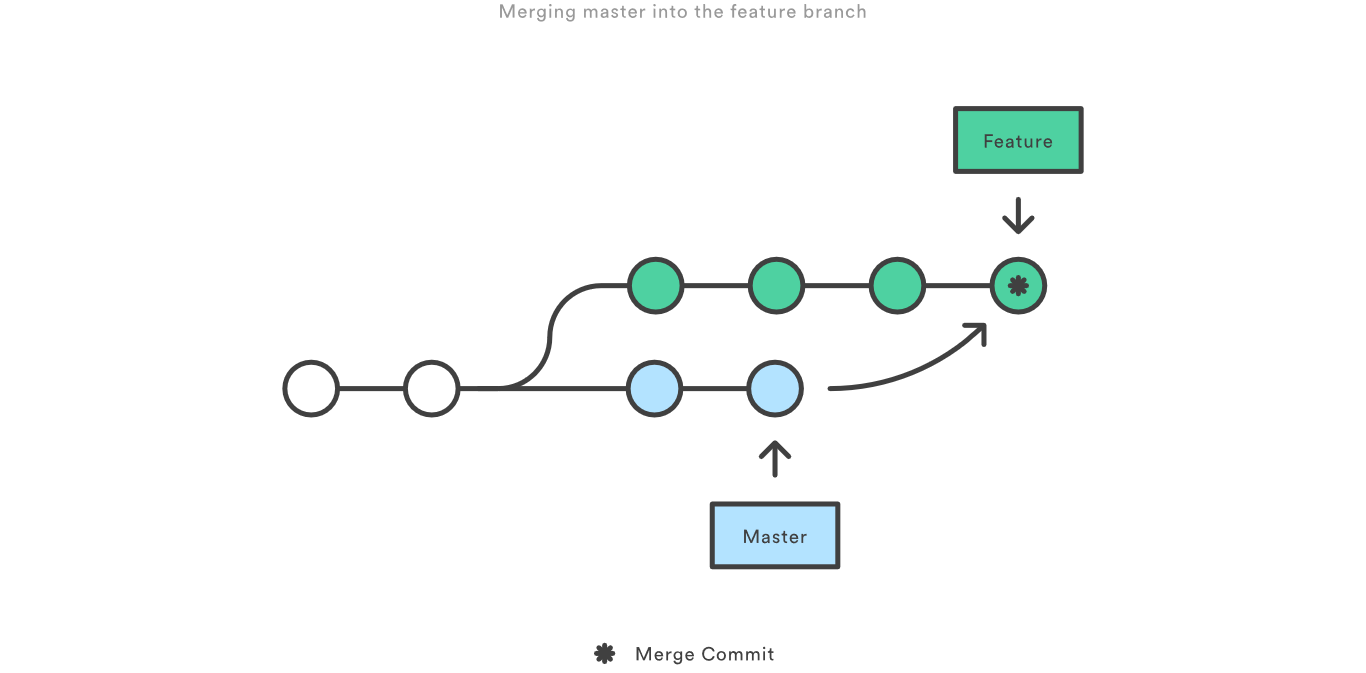 Merging master into the feature branch
Feature
Master
Merge Commit